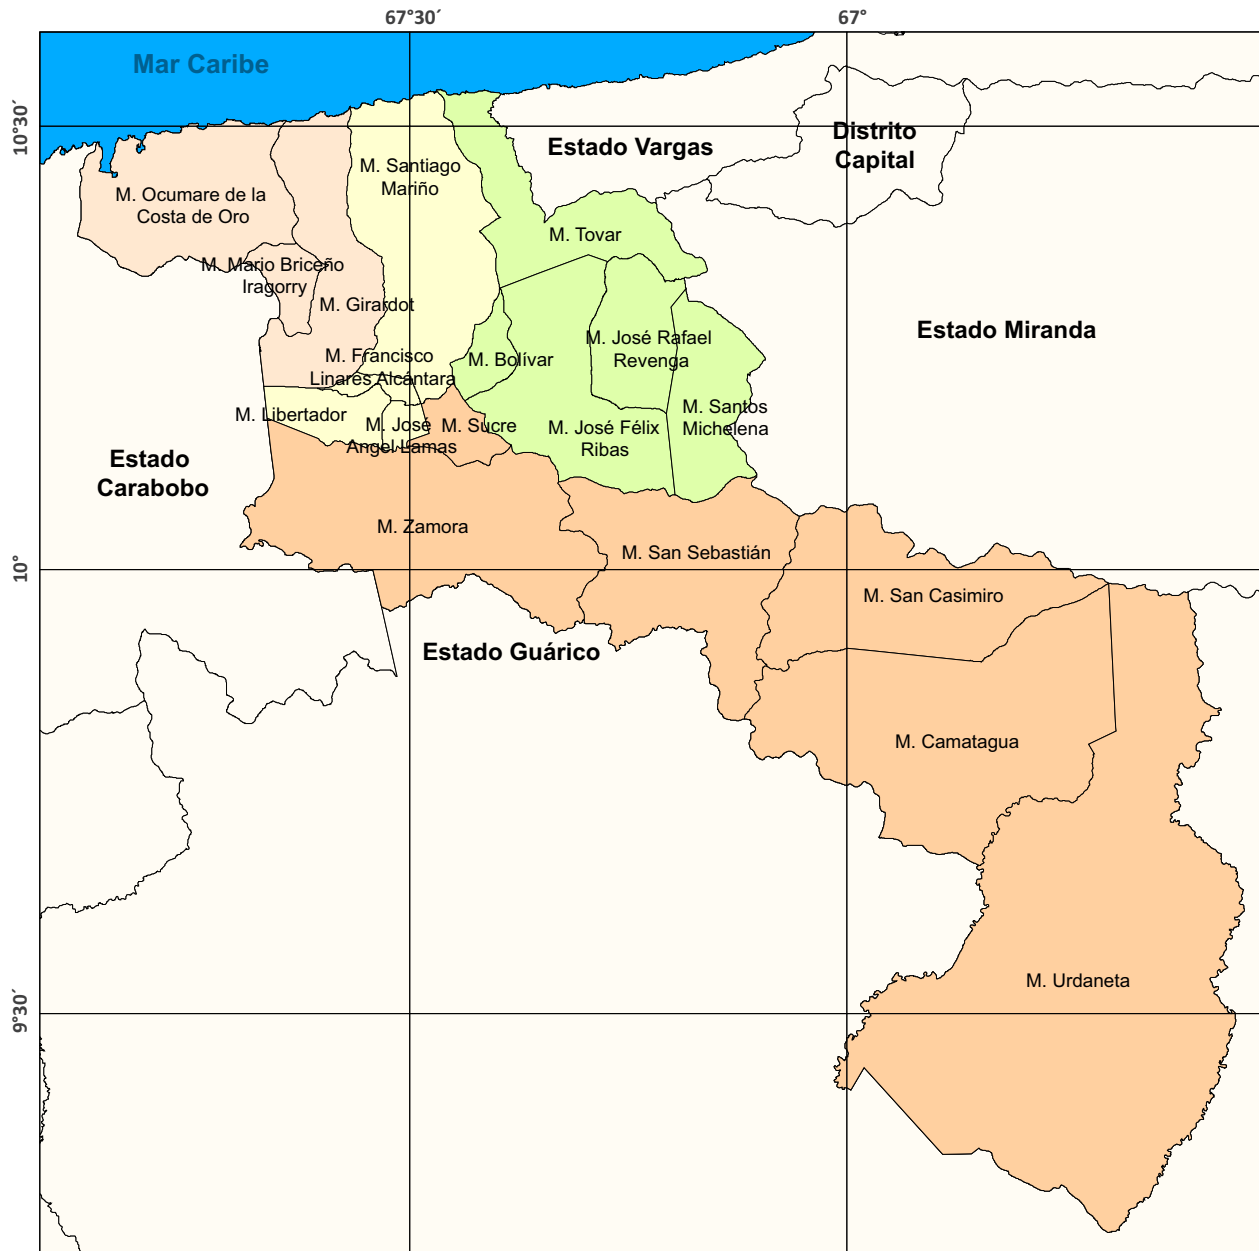 67°30´
67°
Mar Caribe
10°30´
Estado Vargas
Distrito
Capital
M. Santiago
Mariño
M. Ocumare de la
Costa de Oro
M. Tovar
M. Mario Briceño
Iragorry
M. Girardot
Estado Miranda
M. José Rafael
Revenga
M. Francisco
Linares Alcántara
M. Bolívar
M. Libertador
M. José
Angel Lamas
M. Sucre
M. José Félix
Ribas
M. Santos
Michelena
Estado
Carabobo
M. Zamora
M. San Sebastián
10°
M. San Casimiro
Estado Guárico
M. Camatagua
M. Urdaneta
9°30´